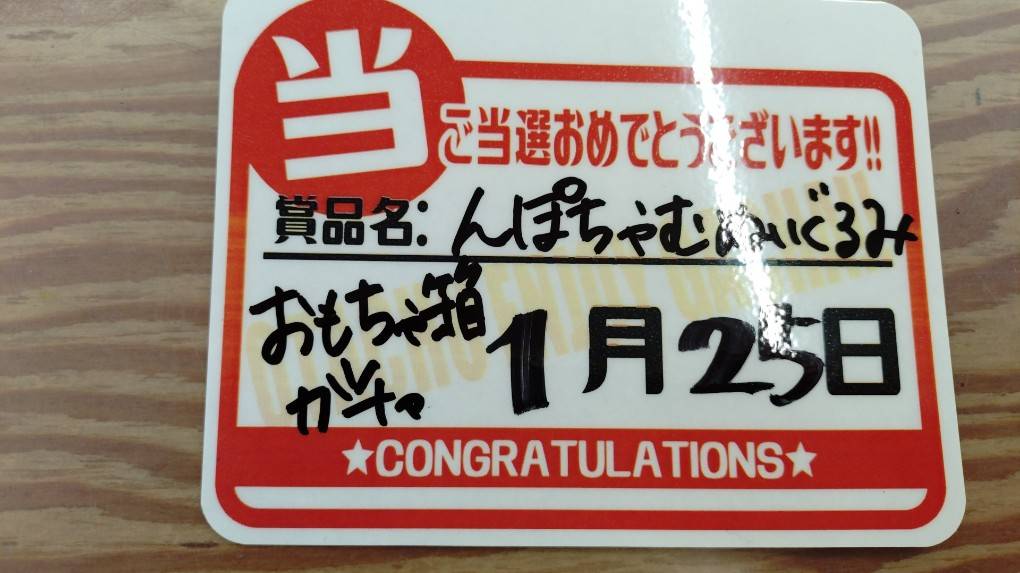 当
ご当選おめでとうございます!!
賞品名: んぽちゃむぬいぐるみ
おもちゃ箱
ガチャ
1月25日
★CONGRATULATIONS★